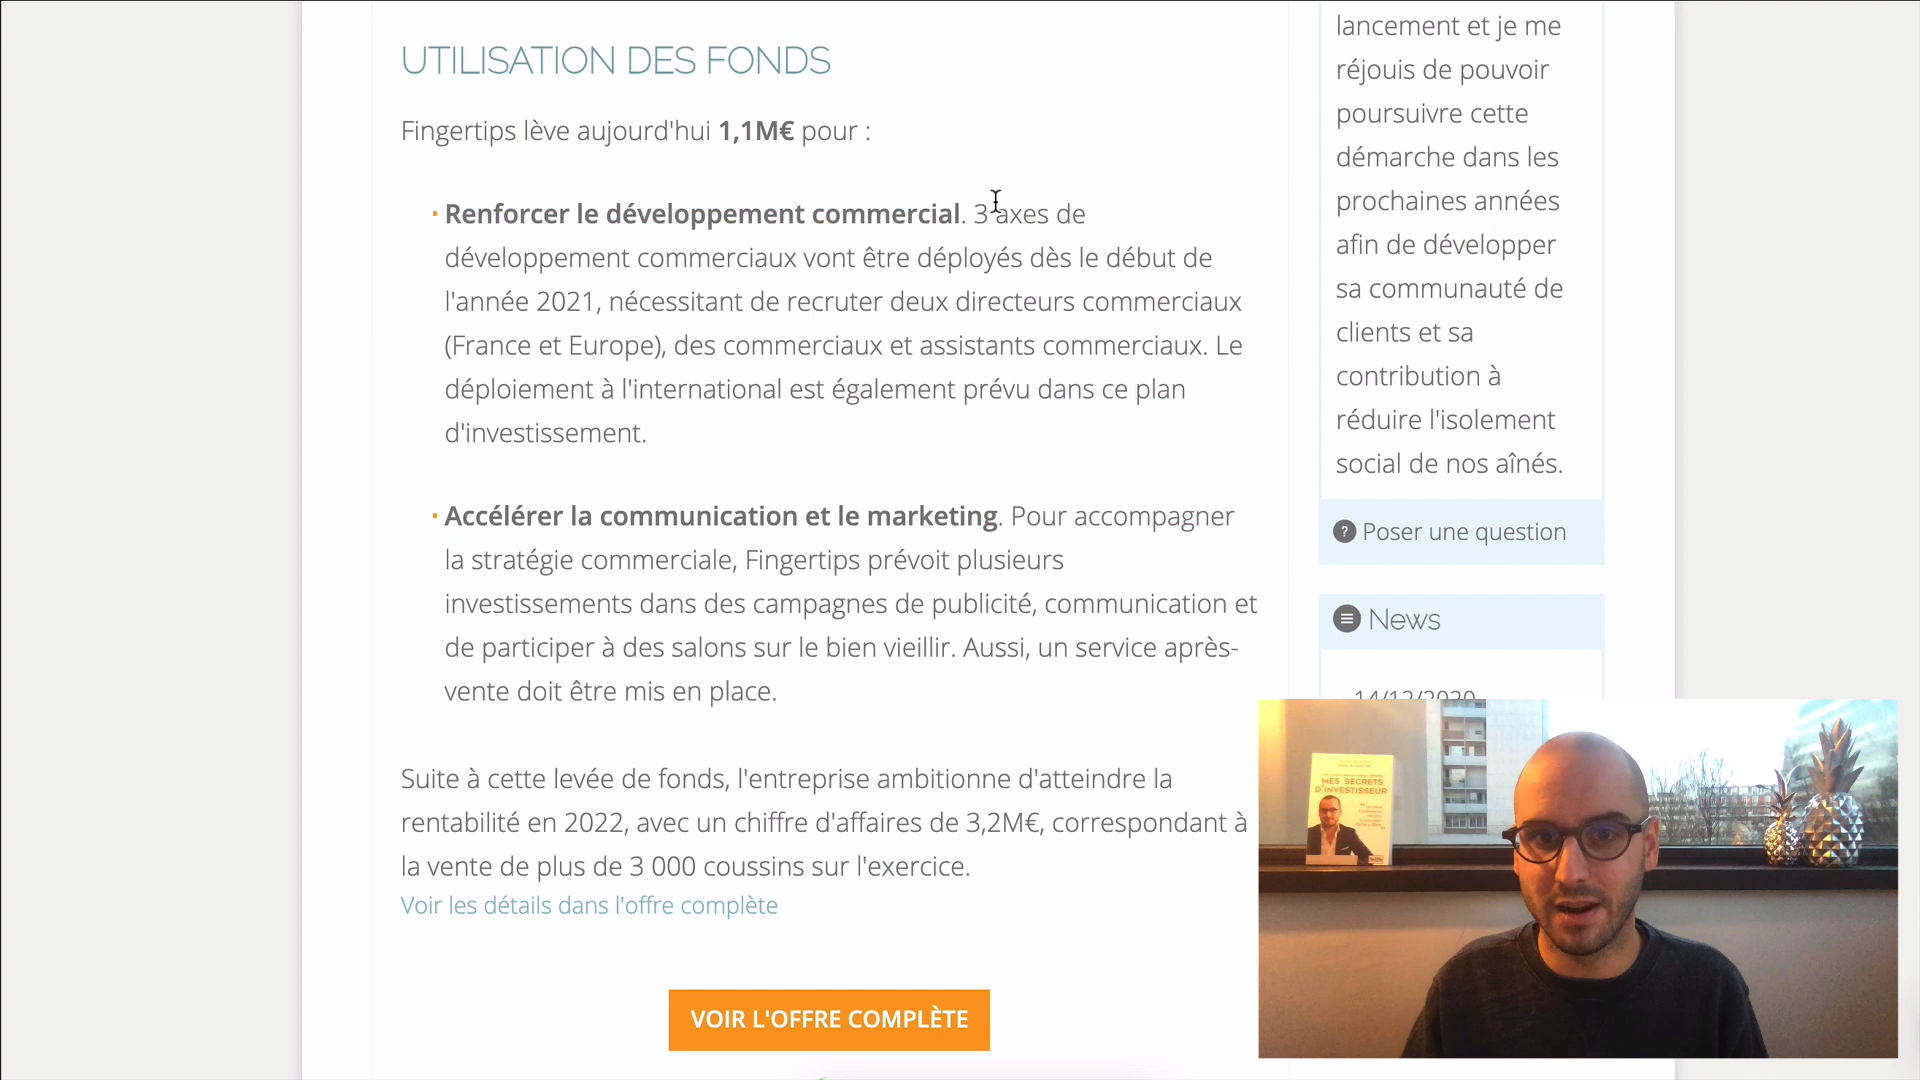 UTILISATION DES FONDS
Fingertips lève aujourd'hui 1,1M€ pour :
• Renforcer le développement commercial. 3 axes de
développement commerciaux vont être déployés dès le début de
l'année 2021, nécessitant de recruter deux directeurs commerciaux
(France et Europe), des commerciaux et assistants commerciaux. Le
déploiement à l'international est également prévu dans ce plan
d'investissement.
• Accélérer la communication et le marketing. Pour accompagner
la stratégie commerciale, Fingertips prévoit plusieurs
investissements dans des campagnes de publicité, communication et
de participer à des salons sur le bien vieillir. Aussi, un service après-
vente doit être mis en place.
Suite à cette levée de fonds, l'entreprise ambitionne d'atteindre la
rentabilité en 2022, avec un chiffre d'affaires de 3,2M€, correspondant à
la vente de plus de 3 000 coussins sur l'exercice.
Voir les détails dans l'offre complète
VOIR L'OFFRE COMPLÈTE
lancement et je me
réjouis de pouvoir
poursuivre cette
démarche dans les
prochaines années
afin de développer
sa communauté de
clients et sa
contribution à
réduire l'isolement
social de nos aînés.
Poser une question
News
14/12/2020
MES SECRETS
D'INVESTISSEUR